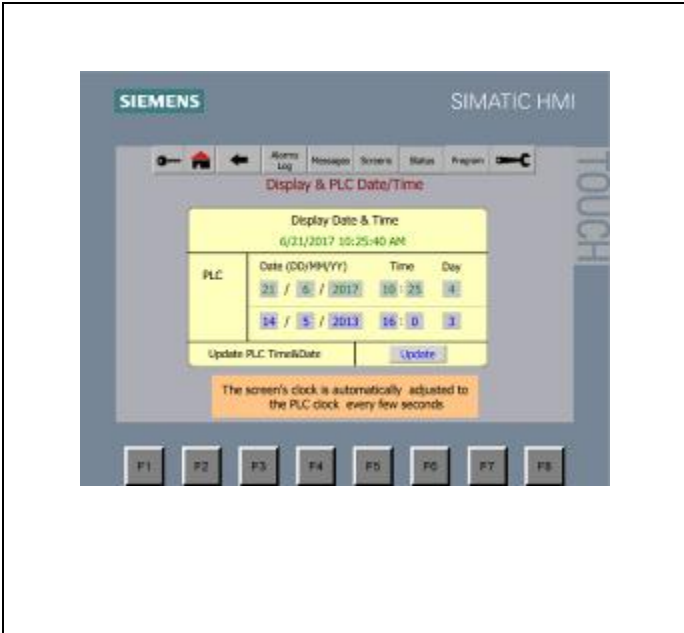 SIEMENS SIMATIC HMI
TOUCH
Alarms Log Messages Screens Status Program
Display & PLC Date/Time
Display Date & Time
6/21/2017 10:25:40 AM
PLC Date (DD/MM/YY) Time Day
21 / 6 / 2017 10 : 25 4
14 / 5 / 2013 16 : 0 3
Update PLC Time&Date Update
The screen's clock is automatically adjusted to
the PLC clock every few seconds
F1 F2 F3 F4 F5 F6 F7 F8